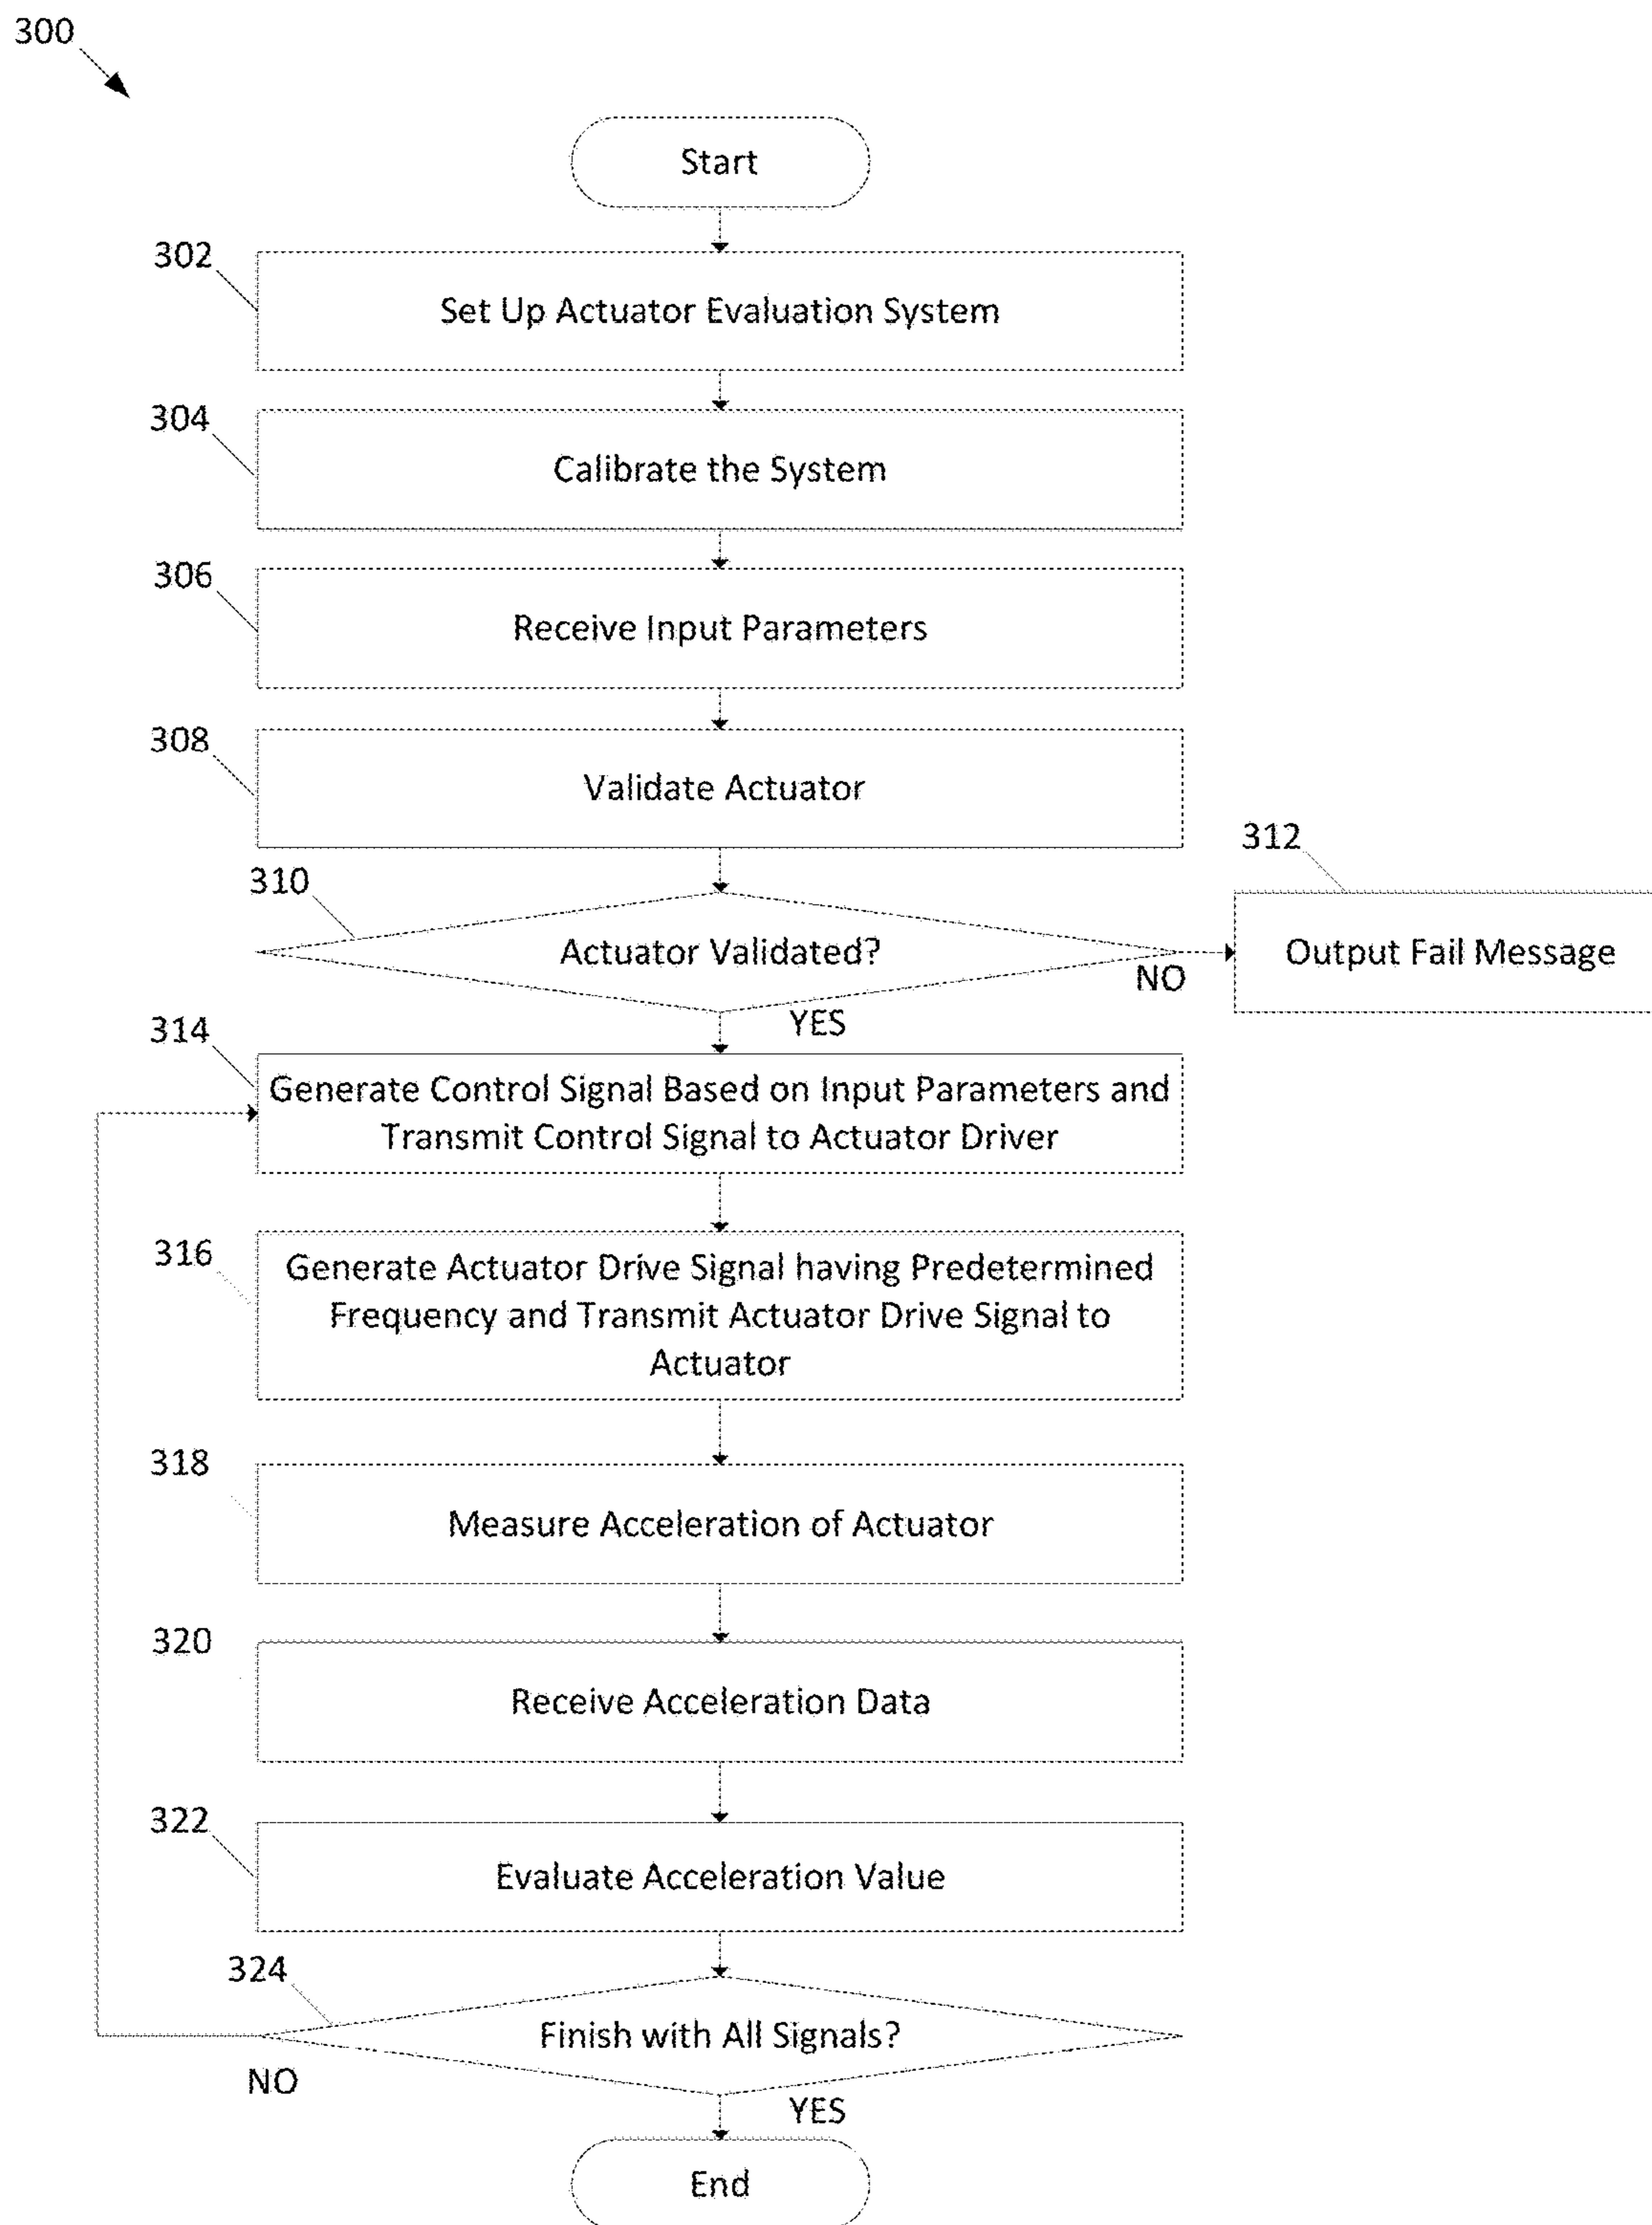 300
Start
302
Set Up Actuator Evaluation System
304
Calibrate the System
306
Receive Input Parameters
308
Validate Actuator
310
Actuator Validated?
NO
312
Output Fail Message
YES
314
Generate Control Signal Based on Input Parameters and
Transmit Control Signal to Actuator Driver
316
Generate Actuator Drive Signal having Predetermined
Frequency and Transmit Actuator Drive Signal to
Actuator
318
Measure Acceleration of Actuator
320
Receive Acceleration Data
322
Evaluate Acceleration Value
324
Finish with All Signals?
NO
YES
End